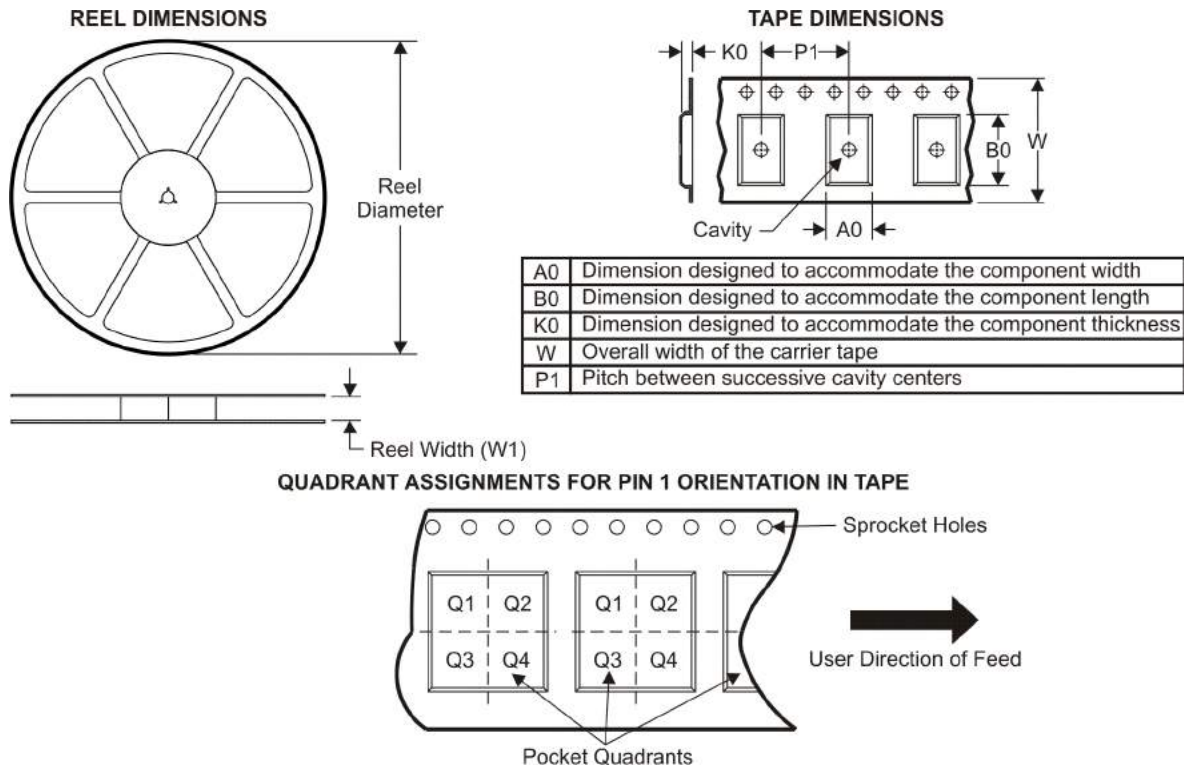 REEL DIMENSIONS
Reel
Diameter
Reel Width (W1)
TAPE DIMENSIONS
K0
P1
B0
W
Cavity
A0
A0 Dimension designed to accommodate the component width
B0 Dimension designed to accommodate the component length
K0 Dimension designed to accommodate the component thickness
W Overall width of the carrier tape
P1 Pitch between successive cavity centers
QUADRANT ASSIGNMENTS FOR PIN 1 ORIENTATION IN TAPE
Sprocket Holes
Q1 Q2 Q1 Q2
Q3 Q4 Q3 Q4
User Direction of Feed
Pocket Quadrants